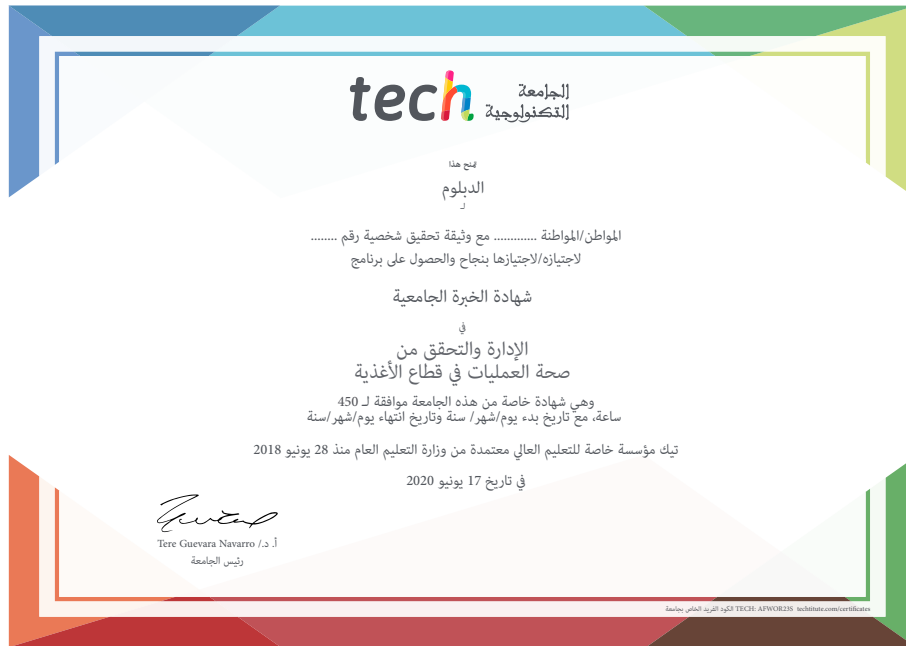 tech الجامعة
التكنولوجية
يمنح هذا
الدبلوم
لـ
المواطن/المواطنة ............. مع وثيقة تحقيق شخصية رقم ........
لاجتيازه/لاجتيازها بنجاح والحصول على برنامج
شهادة الخبرة الجامعية
في
الإدارة والتحقق من
صحة العمليات في قطاع الأغذية
وهي شهادة خاصة من هذه الجامعة موافقة لـ 450
ساعة، مع تاريخ بدء يوم/شهر/ سنة وتاريخ انتهاء يوم/شهر/سنة
تيك مؤسسة خاصة للتعليم العالي معتمدة من وزارة التعليم العام منذ 28 يونيو 2018
في تاريخ 17 يونيو 2020
أ. د./ Tere Guevara Navarro
رئيس الجامعة
الكود الفريد الخاص بجامعة TECH: AFWOR23S techtitute.com/certificates